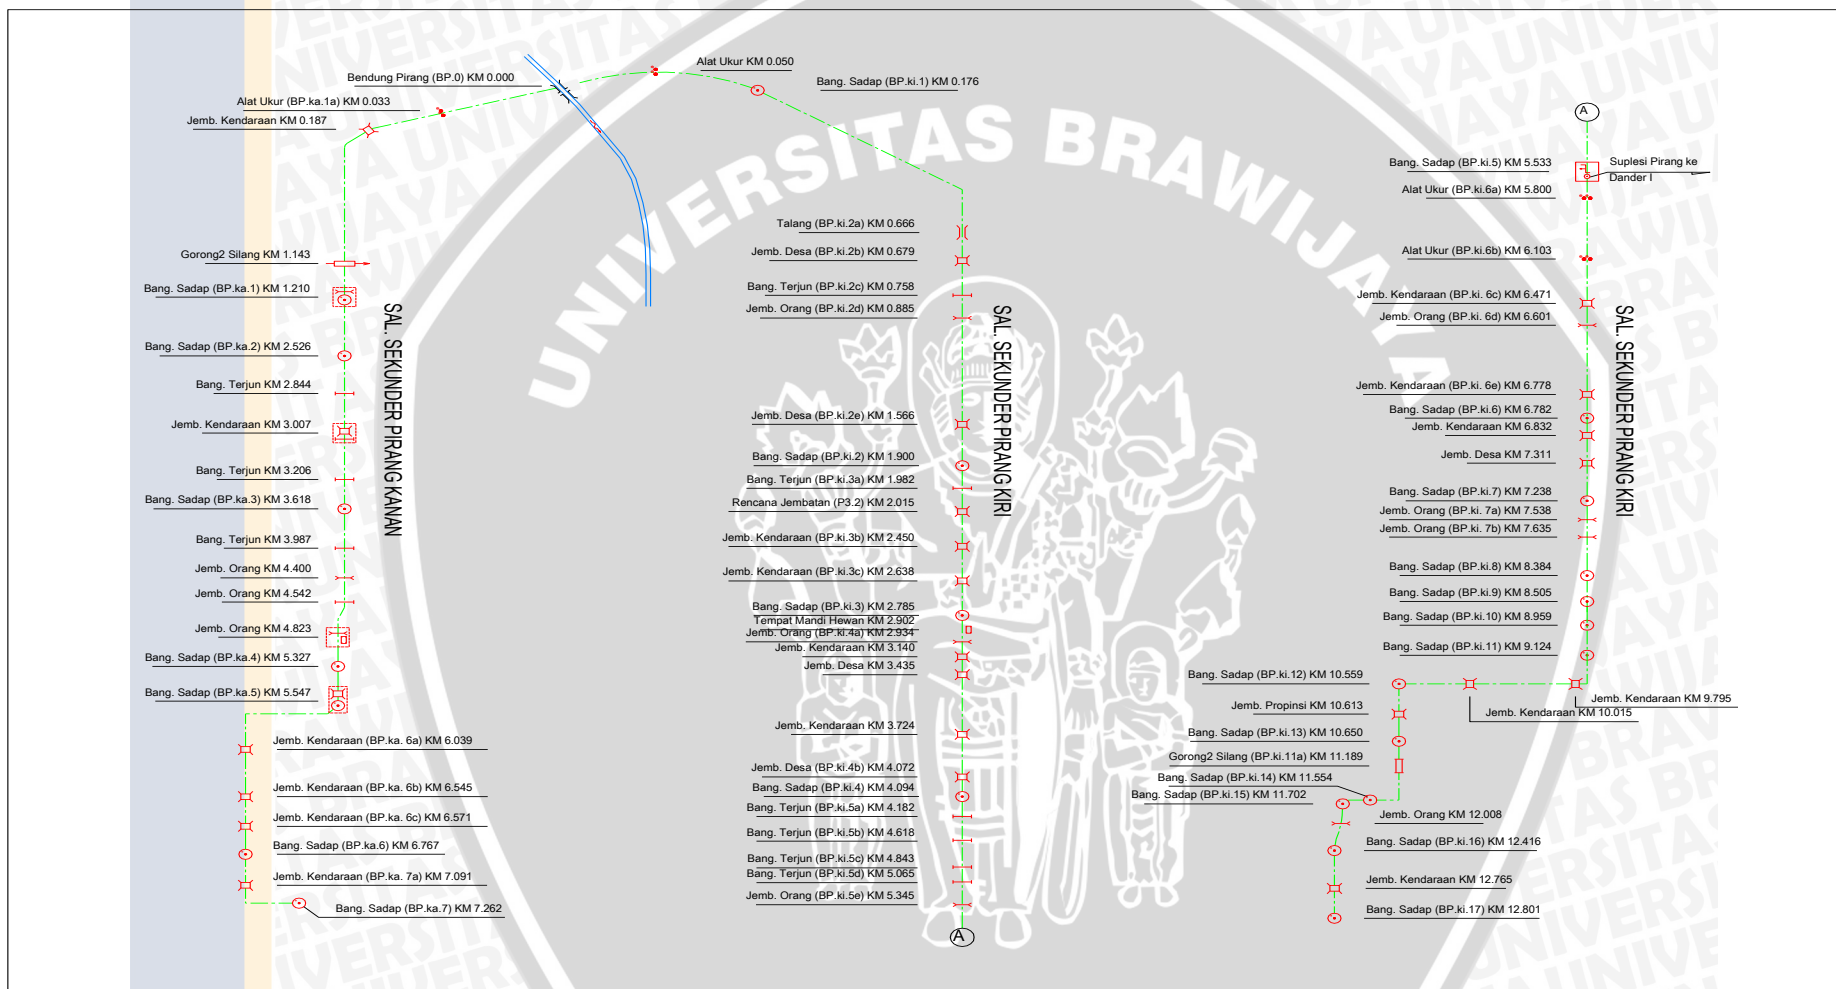 Bendung Pirang (BP.0) KM 0.000
Alat Ukur (BP.ka.1a) KM 0.033
Jemb. Kendaraan KM 0.187
Gorong2 Silang KM 1.143
Bang. Sadap (BP.ka.1) KM 1.210
Bang. Sadap (BP.ka.2) KM 2.526
Bang. Terjun KM 2.844
Jemb. Kendaraan KM 3.007
Bang. Terjun KM 3.206
Bang. Sadap (BP.ka.3) KM 3.618
Bang. Terjun KM 3.987
Jemb. Orang KM 4.400
Jemb. Orang KM 4.542
Jemb. Orang KM 4.823
Bang. Sadap (BP.ka.4) KM 5.327
Bang. Sadap (BP.ka.5) KM 5.547
Jemb. Kendaraan (BP.ka. 6a) KM 6.039
Jemb. Kendaraan (BP.ka. 6b) KM 6.545
Jemb. Kendaraan (BP.ka. 6c) KM 6.571
Bang. Sadap (BP.ka.6) KM 6.767
Jemb. Kendaraan (BP.ka. 7a) KM 7.091
Bang. Sadap (BP.ka.7) KM 7.262
SAL. SEKUNDER PIRANG KANAN
Alat Ukur KM 0.050
Bang. Sadap (BP.ki.1) KM 0.176
Talang (BP.ki.2a) KM 0.666
Jemb. Desa (BP.ki.2b) KM 0.679
Bang. Terjun (BP.ki.2c) KM 0.758
Jemb. Orang (BP.ki.2d) KM 0.885
Jemb. Desa (BP.ki.2e) KM 1.566
Bang. Sadap (BP.ki.2) KM 1.900
Bang. Terjun (BP.ki.3a) KM 1.982
Rencana Jembatan (P3.2) KM 2.015
Jemb. Kendaraan (BP.ki.3b) KM 2.450
Jemb. Kendaraan (BP.ki.3c) KM 2.638
Bang. Sadap (BP.ki.3) KM 2.785
Tempat Mandi Hewan KM 2.902
Jemb. Orang (BP.ki.4a) KM 2.934
Jemb. Kendaraan KM 3.140
Jemb. Desa KM 3.435
Jemb. Kendaraan KM 3.724
Jemb. Desa (BP.ki.4b) KM 4.072
Bang. Sadap (BP.ki.4) KM 4.094
Bang. Terjun (BP.ki.5a) KM 4.182
Bang. Terjun (BP.ki.5b) KM 4.618
Bang. Terjun (BP.ki.5c) KM 4.843
Bang. Terjun (BP.ki.5d) KM 5.065
Jemb. Orang (BP.ki.5e) KM 5.345
A
SAL. SEKUNDER PIRANG KIRI
A
Bang. Sadap (BP.ki.5) KM 5.533
Suplesi Pirang ke
Dander I
Alat Ukur (BP.ki.6a) KM 5.800
Alat Ukur (BP.ki.6b) KM 6.103
Jemb. Kendaraan (BP.ki. 6c) KM 6.471
Jemb. Orang (BP.ki. 6d) KM 6.601
Jemb. Kendaraan (BP.ki. 6e) KM 6.778
Bang. Sadap (BP.ki.6) KM 6.782
Jemb. Kendaraan KM 6.832
Jemb. Desa KM 7.311
Bang. Sadap (BP.ki.7) KM 7.238
Jemb. Orang (BP.ki. 7a) KM 7.538
Jemb. Orang (BP.ki. 7b) KM 7.635
Bang. Sadap (BP.ki.8) KM 8.384
Bang. Sadap (BP.ki.9) KM 8.505
Bang. Sadap (BP.ki.10) KM 8.959
Bang. Sadap (BP.ki.11) KM 9.124
SAL. SEKUNDER PIRANG KIRI
Jemb. Kendaraan KM 9.795
Jemb. Kendaraan KM 10.015
Bang. Sadap (BP.ki.12) KM 10.559
Jemb. Propinsi KM 10.613
Bang. Sadap (BP.ki.13) KM 10.650
Gorong2 Silang (BP.ki.11a) KM 11.189
Bang. Sadap (BP.ki.14) KM 11.554
Bang. Sadap (BP.ki.15) KM 11.702
Jemb. Orang KM 12.008
Bang. Sadap (BP.ki.16) KM 12.416
Jemb. Kendaraan KM 12.765
Bang. Sadap (BP.ki.17) KM 12.801
UNIVERSITAS BRAWIJAYA